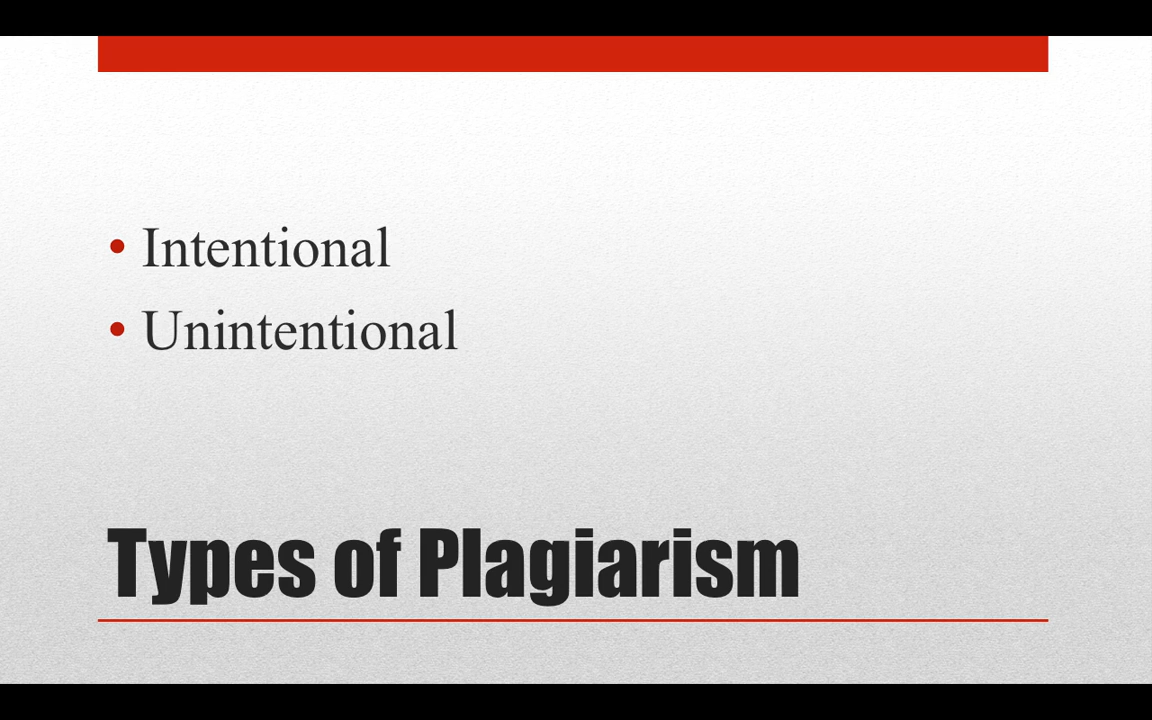 • Intentional
• Unintentional
Types of Plagiarism